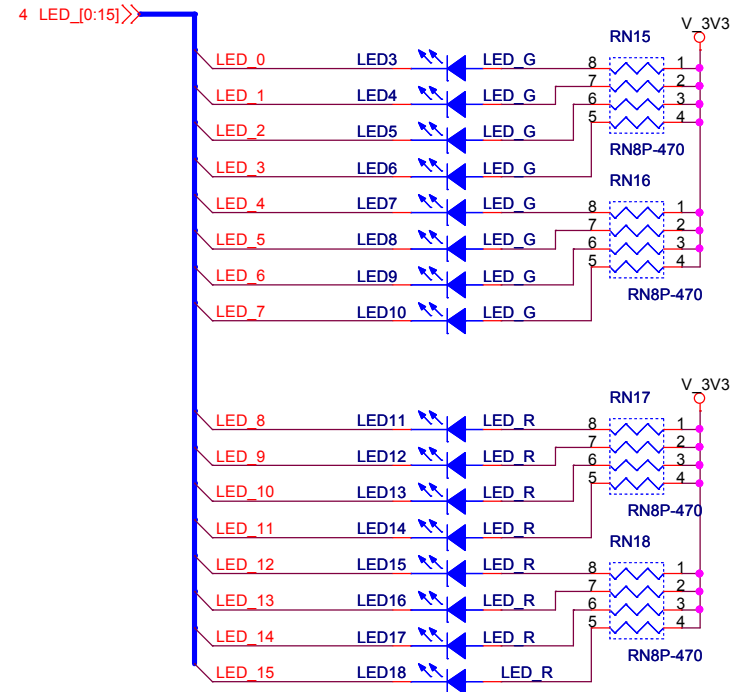 4 LED_[0:15]
V_3V3
RN15
LED_0 LED3 LED_G 8 1
7 2
LED_1 LED4 LED_G 6 3
5 4
LED_2 LED5 LED_G
RN8P-470
LED_3 LED6 LED_G
RN16
LED_4 LED7 LED_G 8 1
7 2
LED_5 LED8 LED_G 6 3
5 4
LED_6 LED9 LED_G
RN8P-470
LED_7 LED10 LED_G
V_3V3
RN17
LED_8 LED11 LED_R 8 1
7 2
LED_9 LED12 LED_R 6 3
5 4
LED_10 LED13 LED_R
RN8P-470
LED_11 LED14 LED_R
RN18
LED_12 LED15 LED_R 8 1
7 2
LED_13 LED16 LED_R 6 3
5 4
LED_14 LED17 LED_R
RN8P-470
LED_15 LED18 LED_R